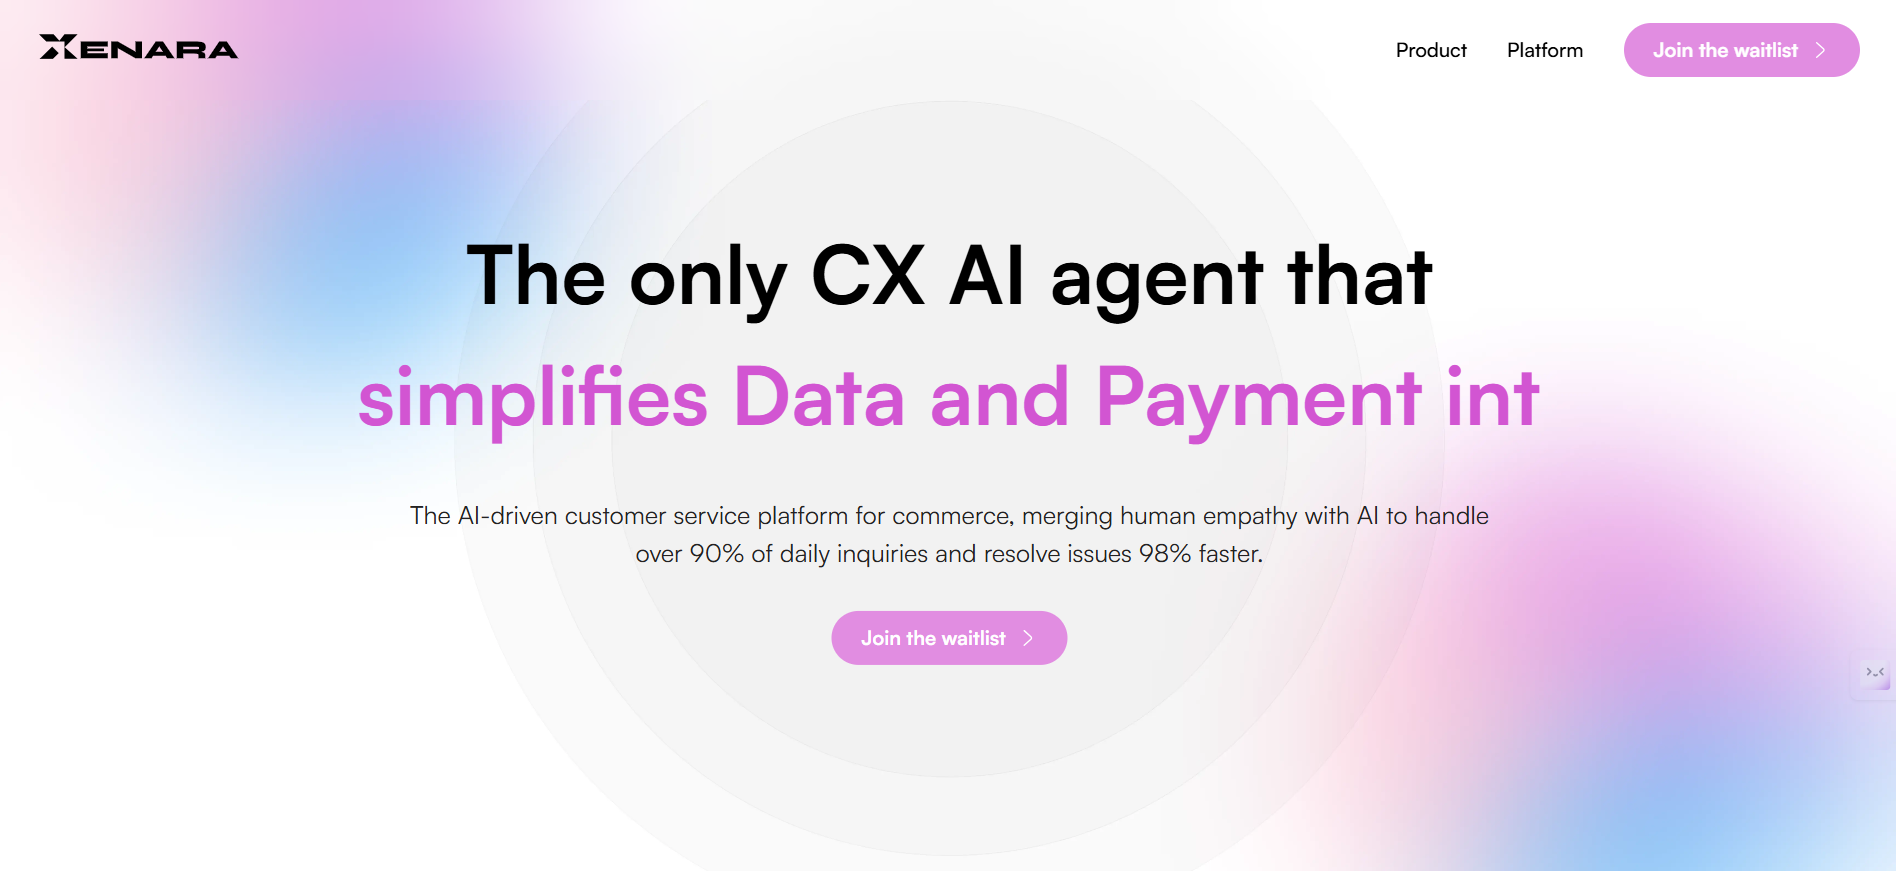 XENARA
Product
Platform
Join the waitlist
The only CX AI agent that
simplifies Data and Payment int
The AI-driven customer service platform for commerce, merging human empathy with AI to handle
over 90% of daily inquiries and resolve issues 98% faster.
Join the waitlist